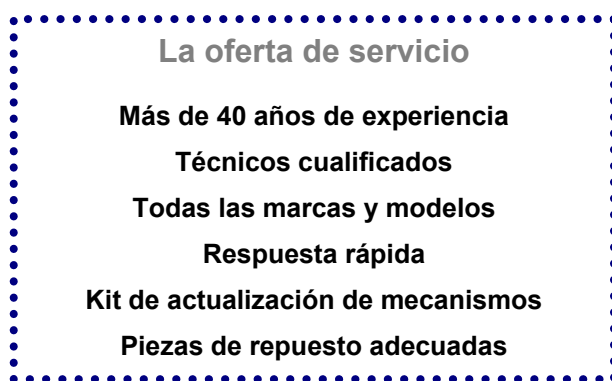 La oferta de servicio
Más de 40 años de experiencia
Técnicos cualificados
Todas las marcas y modelos
Respuesta rápida
Kit de actualización de mecanismos
Piezas de repuesto adecuadas